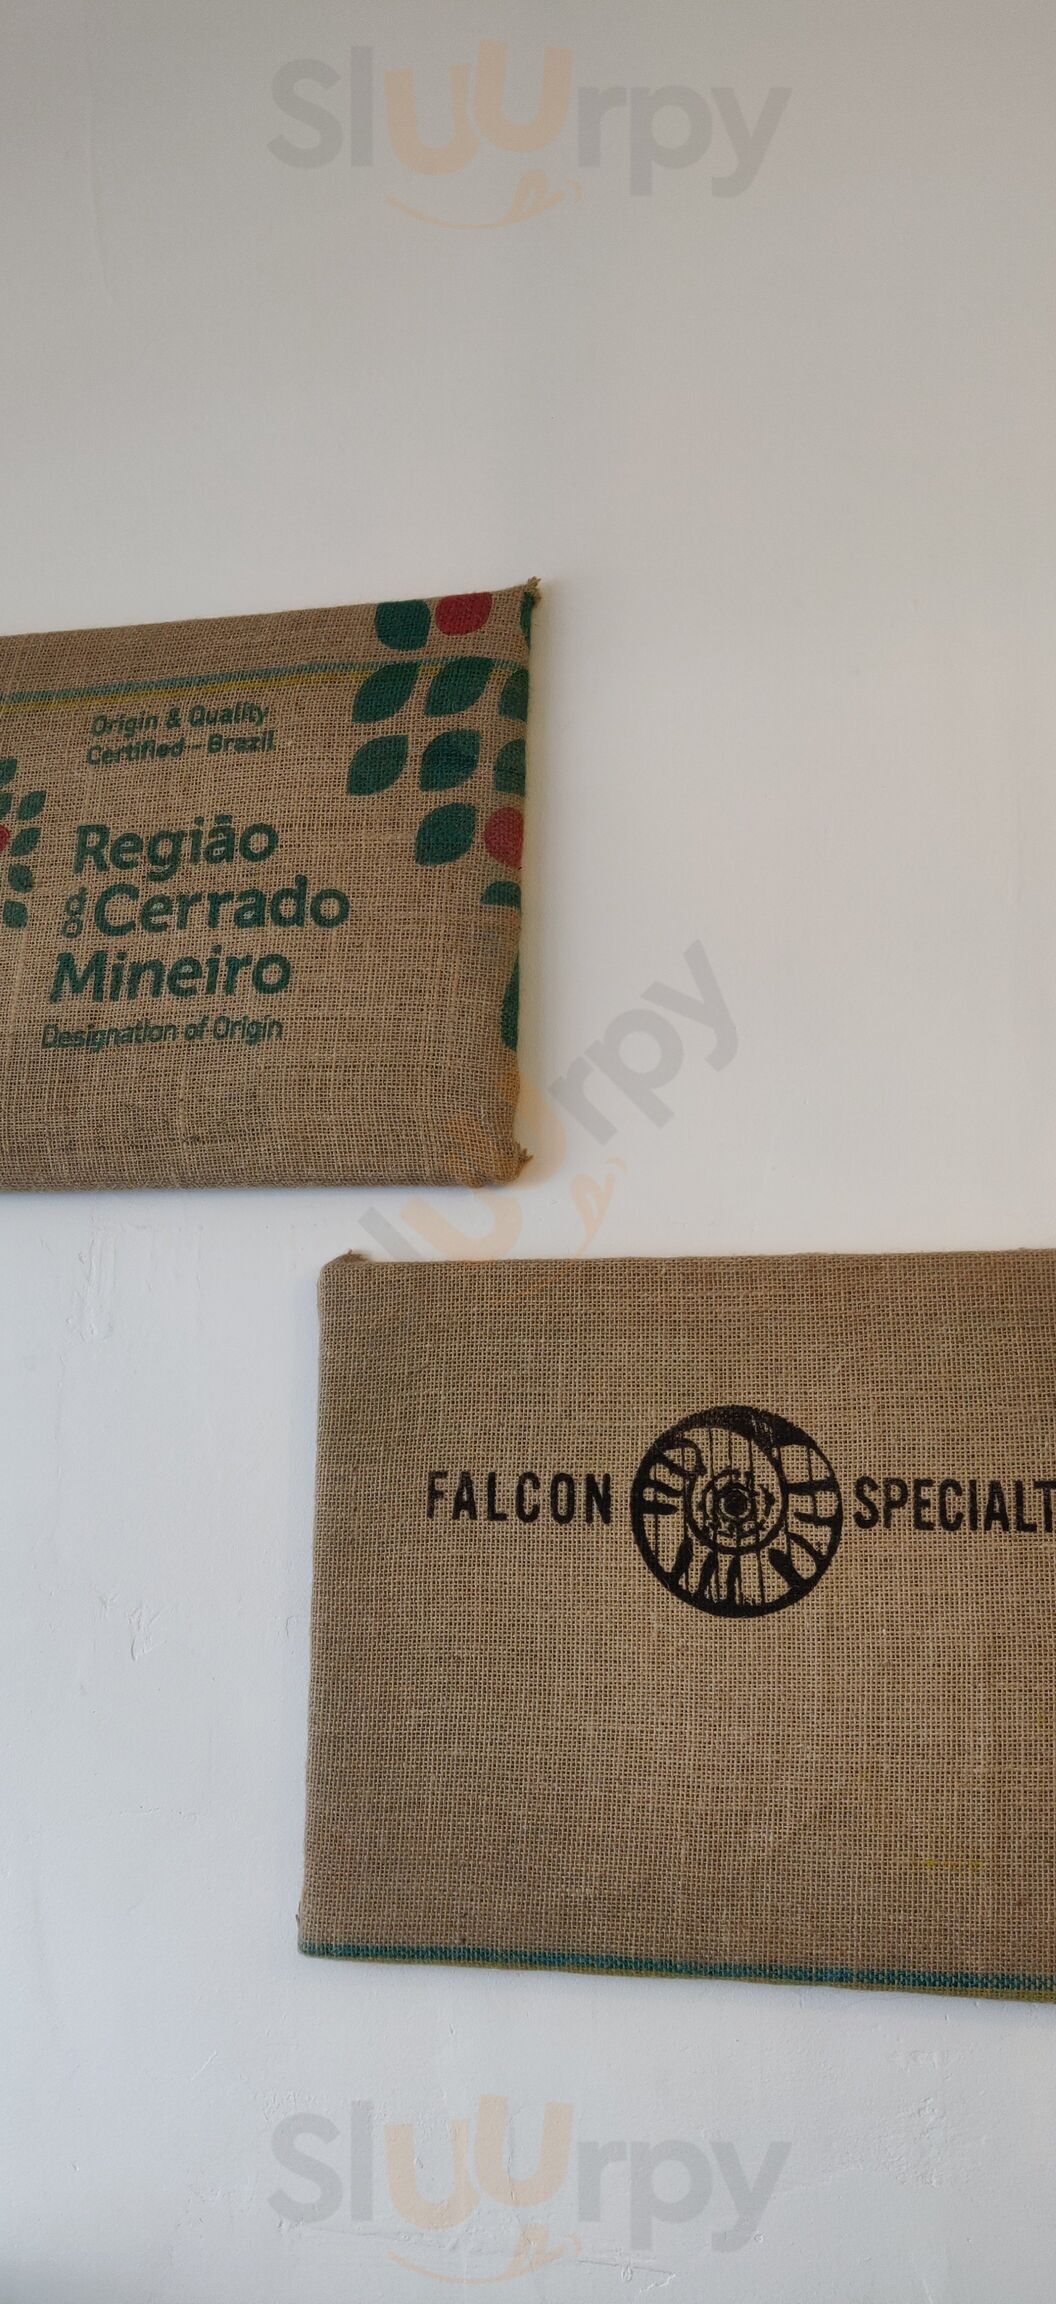 Sluurpy
Origin & Quality
Certified - Brazil
Região
do Cerrado
Mineiro
Designation of Origin
Sluurpy
FALCON SPECIALT
Sluurpy